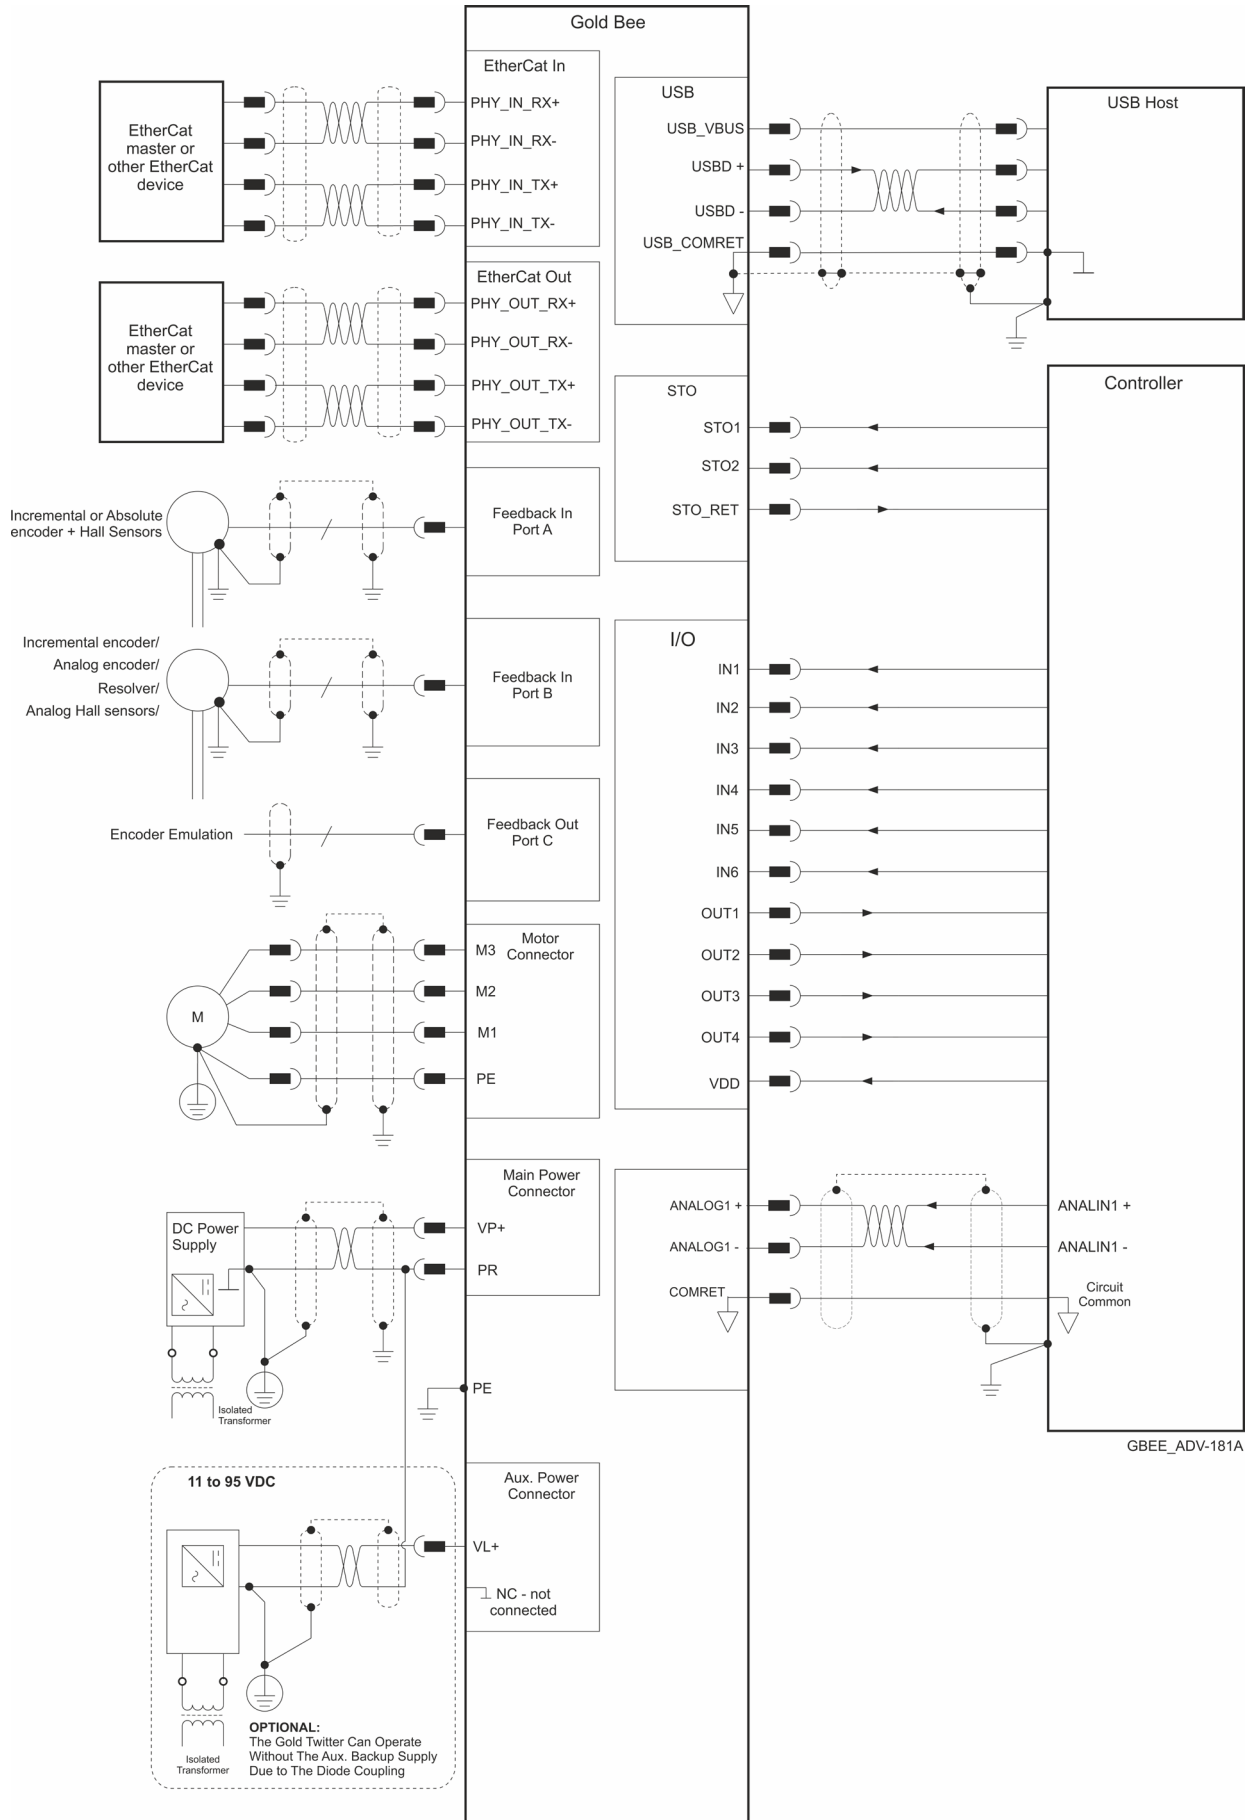 Gold Bee
EtherCat In
EtherCat
master or
other EtherCat
device
PHY_IN_RX+
PHY_IN_RX-
PHY_IN_TX+
PHY_IN_TX-
EtherCat Out
EtherCat
master or
other EtherCat
device
PHY_OUT_RX+
PHY_OUT_RX-
PHY_OUT_TX+
PHY_OUT_TX-
Incremental or Absolute
encoder + Hall Sensors
Feedback In
Port A
Incremental encoder/
Analog encoder/
Resolver/
Analog Hall sensors/
Feedback In
Port B
Encoder Emulation
Feedback Out
Port C
Motor
Connector
M3
M2
M1
PE
M
Main Power
Connector
DC Power
Supply
VP+
PR
Isolated
Transformer
PE
11 to 95 VDC
Aux. Power
Connector
VL+
NC - not
connected
OPTIONAL:
The Gold Twitter Can Operate
Without The Aux. Backup Supply
Due to The Diode Coupling
Isolated
Transformer
USB
USB_VBUS
USBD +
USBD -
USB_COMRET
USB Host
STO
STO1
STO2
STO_RET
Controller
I/O
IN1
IN2
IN3
IN4
IN5
IN6
OUT1
OUT2
OUT3
OUT4
VDD
ANALOG1 +
ANALOG1 -
COMRET
ANALIN1 +
ANALIN1 -
Circuit
Common
GBEE_ADV-181A